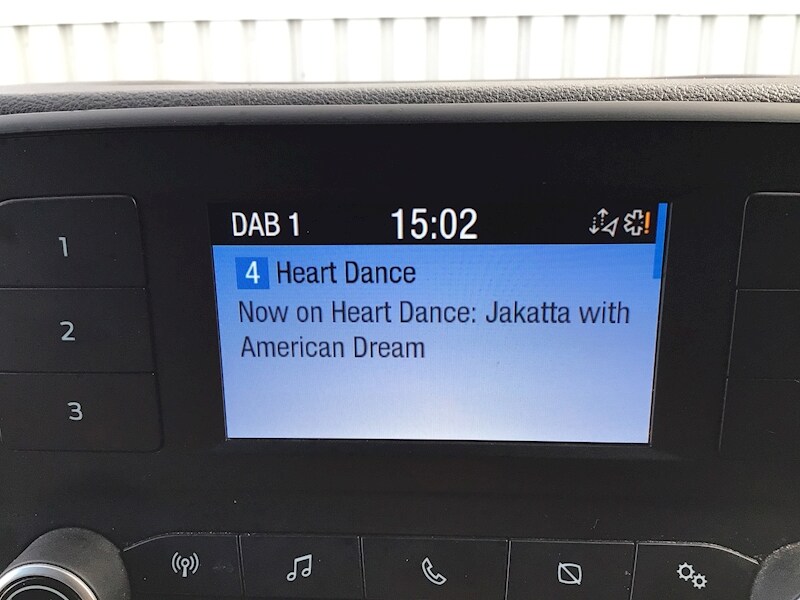 DAB 1 15:02
4 Heart Dance
Now on Heart Dance: Jakatta with
American Dream
1
2
3